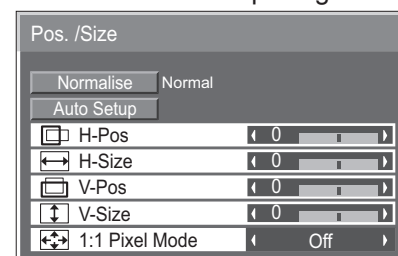 Pos. /Size
Normalise Normal
Auto Setup
H-Pos 0
H-Size 0
V-Pos 0
V-Size 0
1:1 Pixel Mode Off